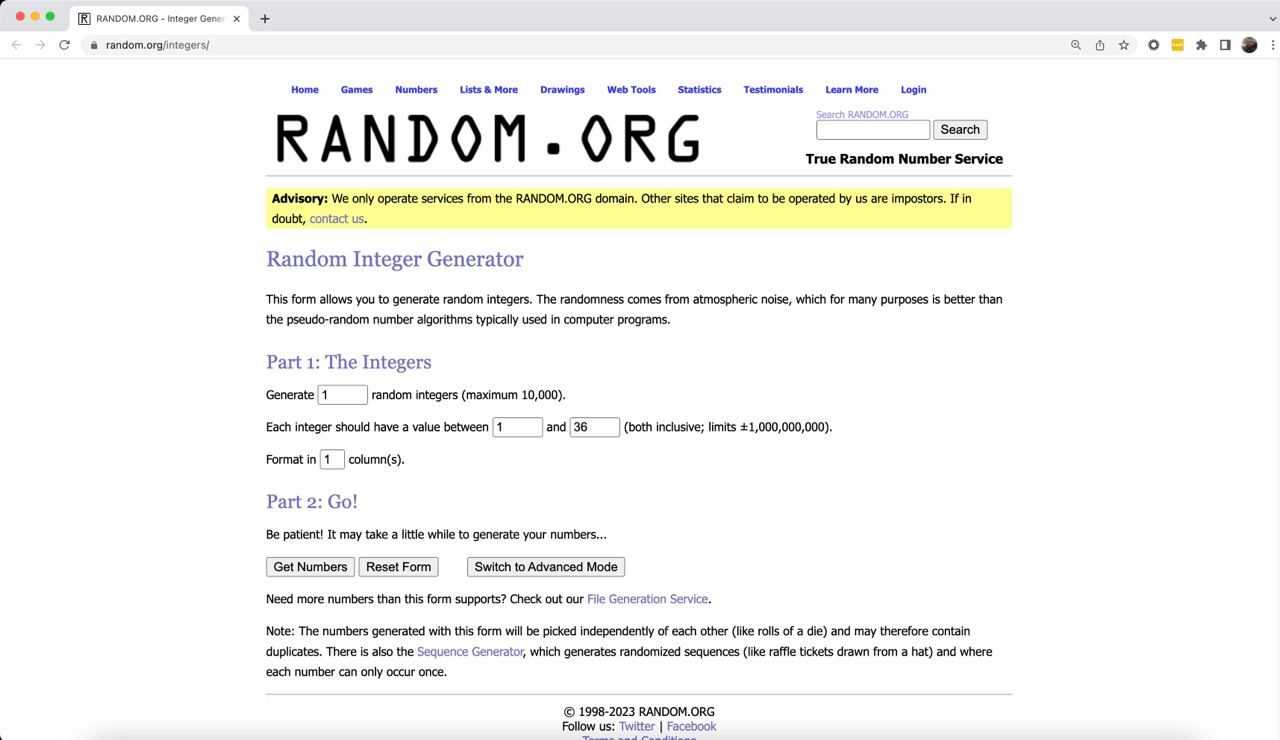 RANDOM.ORG - Integer Gener
random.org/integers/
Home Games Numbers Lists & More Drawings Web Tools Statistics Testimonials Learn More Login
RANDOM.ORG
Search RANDOM.ORG
Search
True Random Number Service
Advisory: We only operate services from the RANDOM.ORG domain. Other sites that claim to be operated by us are impostors. If in
doubt, contact us.
Random Integer Generator
This form allows you to generate random integers. The randomness comes from atmospheric noise, which for many purposes is better than
the pseudo-random number algorithms typically used in computer programs.
Part 1: The Integers
Generate 1 random integers (maximum 10,000).
Each integer should have a value between 1 and 36 (both inclusive; limits ±1,000,000,000).
Format in 1 column(s).
Part 2: Go!
Be patient! It may take a little while to generate your numbers...
Get Numbers Reset Form Switch to Advanced Mode
Need more numbers than this form supports? Check out our File Generation Service.
Note: The numbers generated with this form will be picked independently of each other (like rolls of a die) and may therefore contain
duplicates. There is also the Sequence Generator, which generates randomized sequences (like raffle tickets drawn from a hat) and where
each number can only occur once.
© 1998-2023 RANDOM.ORG
Follow us: Twitter | Facebook
Terms and Conditions